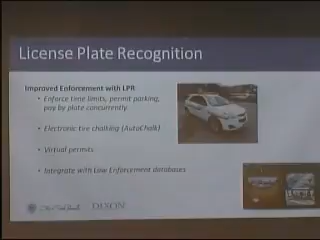 License Plate Recognition
Improved Enforcement with LPR
• Enforce time limits, permit parking,
pay by plate concurrently.
• Electronic tire chalking (AutoChalk)
• Virtual permits
• Integrate with Law Enforcement databases
DIXON